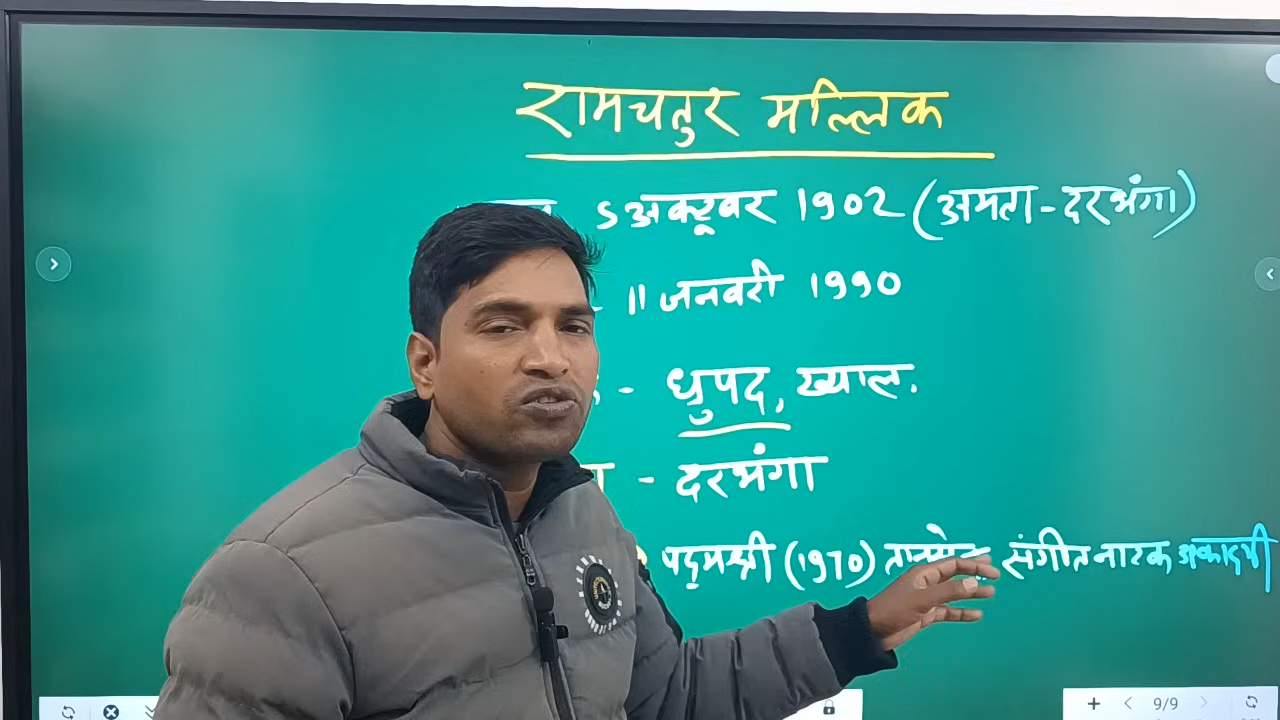 रामचतुर मल्लिक
5 अक्टूबर 1902 (अमता - दरभंगा)
11 जनवरी 1990
- ध्रुपद, ख्याल.
- दरभंगा
पद्मश्री (1970) संगीत नाटक अकादमी
9/9